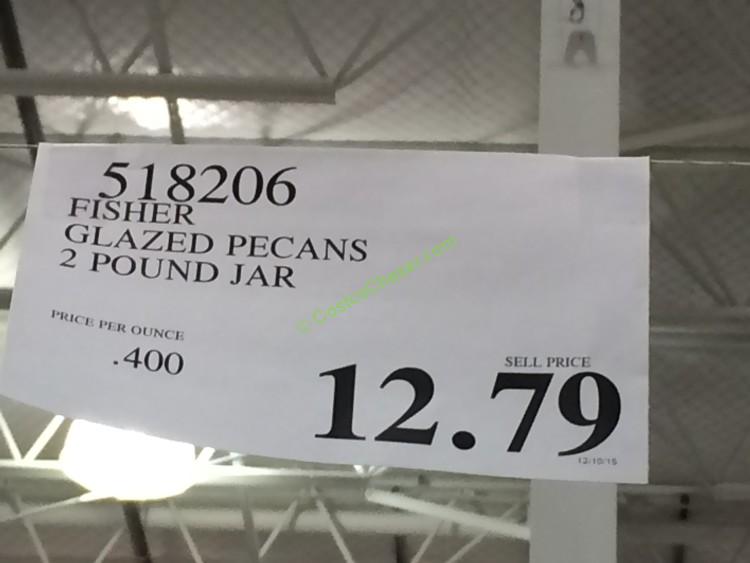 518206
FISHER
GLAZED PECANS
2 POUND JAR
© CostcoChaser.com
PRICE PER OUNCE
.400
SELL PRICE
12.79
12/10/15